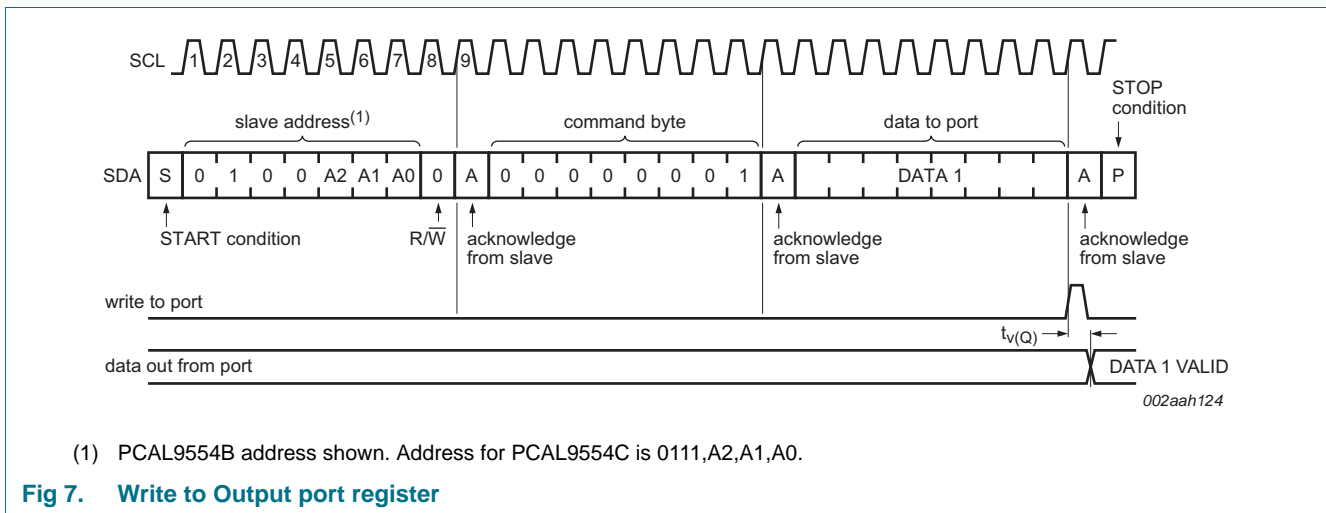 SCL 1 2 3 4 5 6 7 8 9
STOP
condition
slave address(1) command byte data to port
SDA S 0 1 0 0 A2 A1 A0 0 A 0 0 0 0 0 0 0 1 A DATA 1 A P
START condition R/W̅ acknowledge from slave acknowledge from slave acknowledge from slave
write to port
tv(Q)
data out from port DATA 1 VALID
002aah124
(1) PCAL9554B address shown. Address for PCAL9554C is 0111,A2,A1,A0.
Fig 7. Write to Output port register